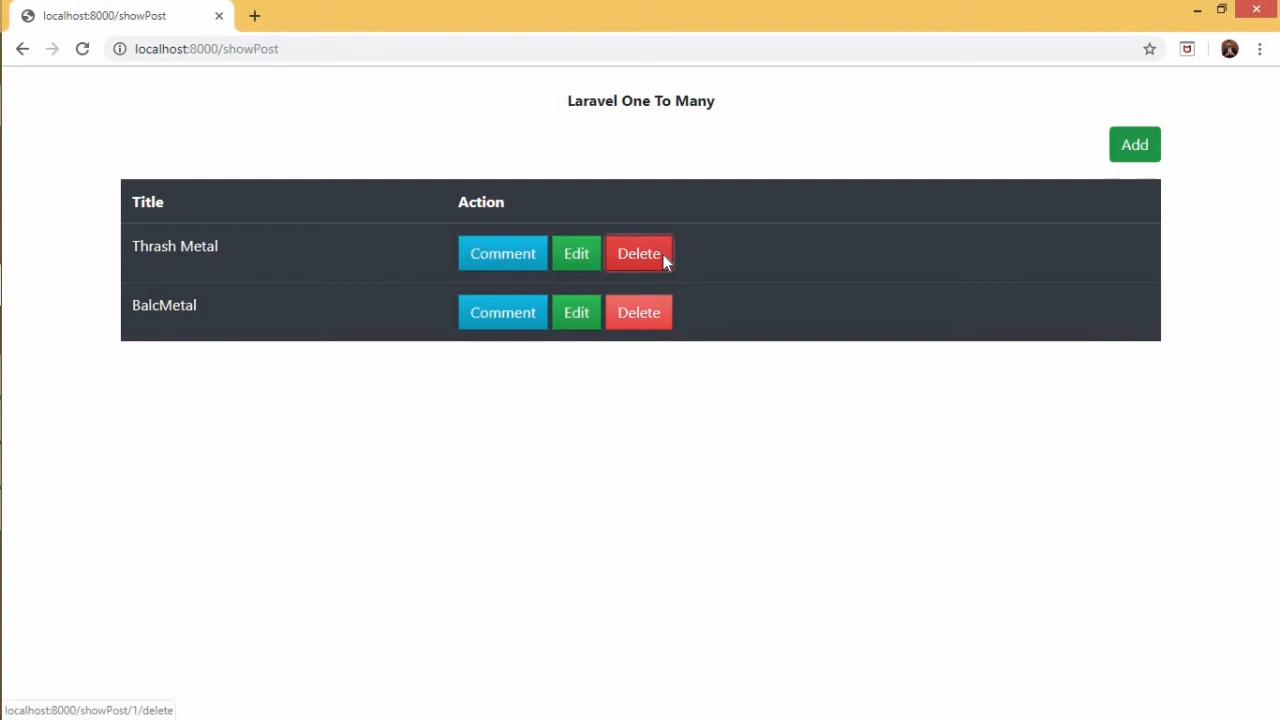 localhost:8000/showPost
localhost:8000/showPost
Laravel One To Many
Add
Title Action
Thrash Metal Comment Edit Delete
BalcMetal Comment Edit Delete
localhost:8000/showPost/1/delete